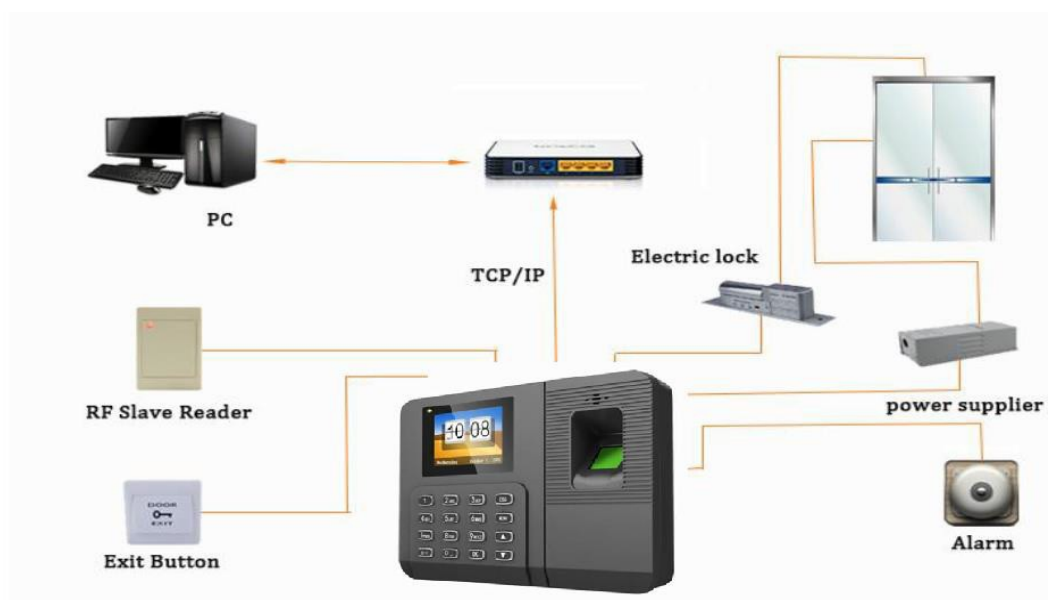 PC
TCP/IP
Electric lock
RF Slave Reader
power supplier
10 08
DOOR
EXIT
Exit Button
Alarm